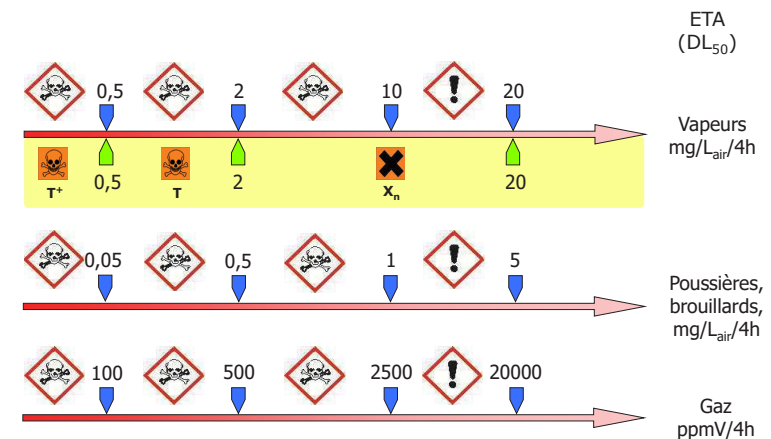 ETA
(DL50)
0,5 2 10 20
Vapeurs
mg/Lair/4h
T+ 0,5 T 2 Xn 20
0,05 0,5 1 5
Poussières,
brouillards,
mg/Lair/4h
100 500 2500 20000
Gaz
ppmV/4h